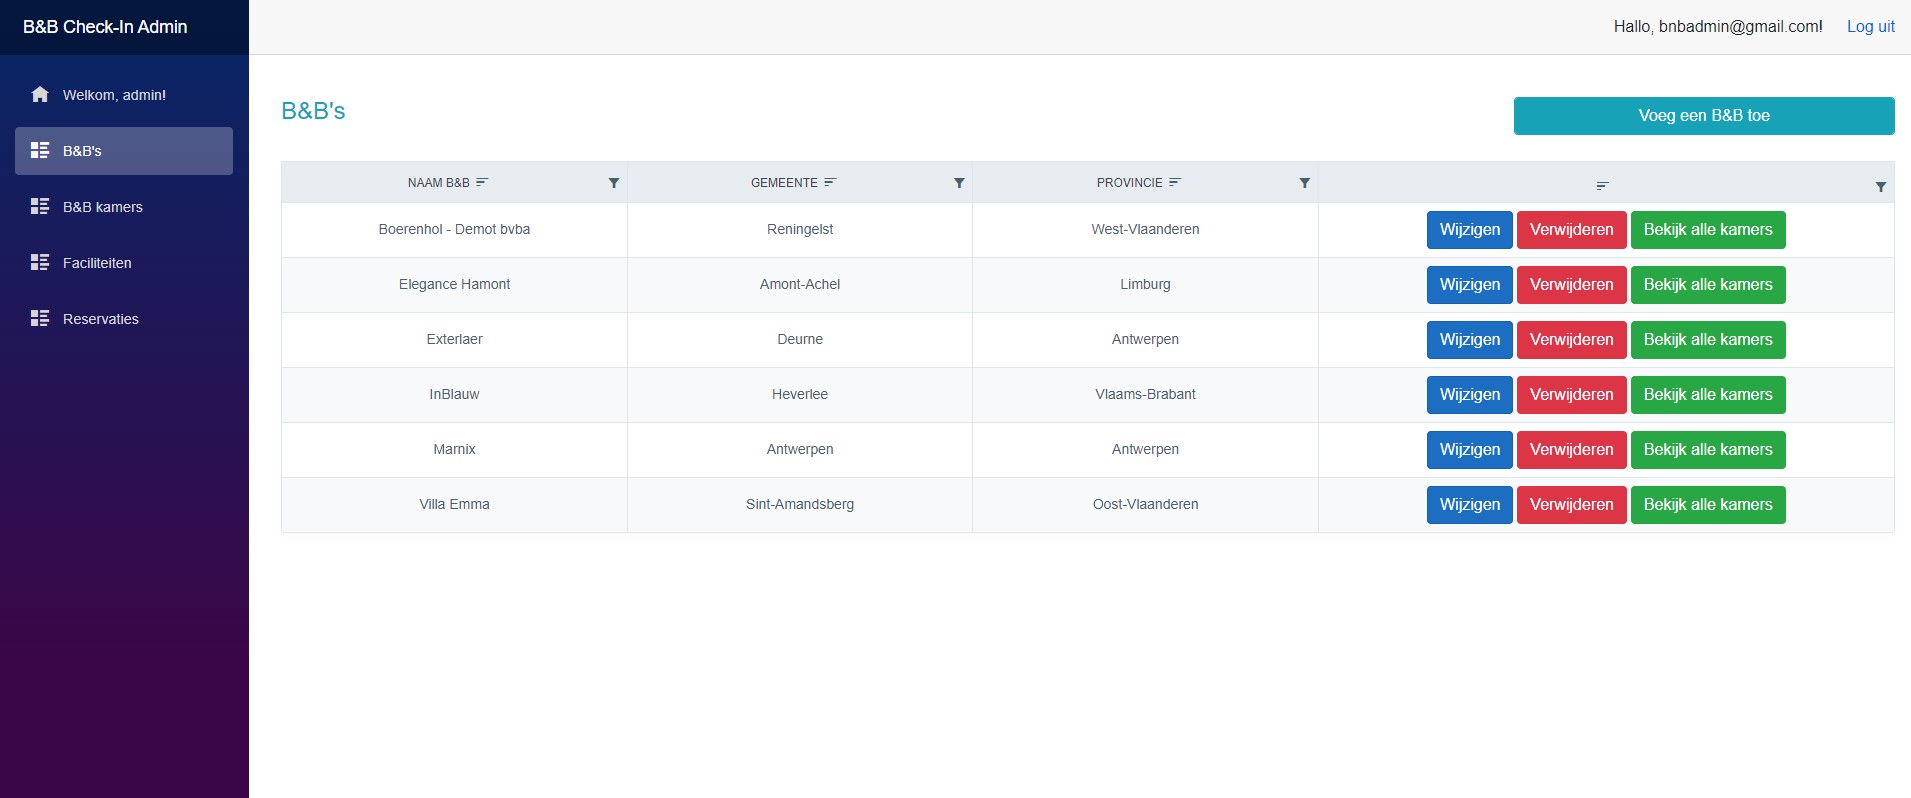 B&B Check-In Admin
Hallo, bnbadmin@gmail.com! Log uit
Welkom, admin!
B&B's
B&B kamers
Faciliteiten
Reservaties
B&B's
Voeg een B&B toe
NAAM B&B GEMEENTE PROVINCIE
Boerenhol - Demot bvba Reningelst West-Vlaanderen Wijzigen Verwijderen Bekijk alle kamers
Elegance Hamont Amont-Achel Limburg Wijzigen Verwijderen Bekijk alle kamers
Exterlaer Deurne Antwerpen Wijzigen Verwijderen Bekijk alle kamers
InBlauw Heverlee Vlaams-Brabant Wijzigen Verwijderen Bekijk alle kamers
Marnix Antwerpen Antwerpen Wijzigen Verwijderen Bekijk alle kamers
Villa Emma Sint-Amandsberg Oost-Vlaanderen Wijzigen Verwijderen Bekijk alle kamers